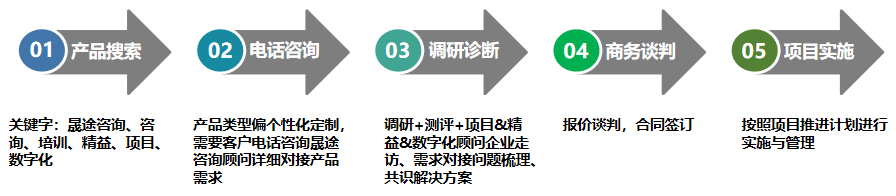 01 产品搜索
02 电话咨询
03 调研诊断
04 商务谈判
05 项目实施
关键字：晟途咨询、咨
询、培训、精益、项目、
数字化
产品类型偏个性化定制，
需要客户电话咨询晟途
咨询顾问详细对接产品
需求
调研+测评+项目&精
益&数字化顾问企业走
访、需求对接问题梳理、
共识解决方案
报价谈判，合同签订
按照项目推进计划进行
实施与管理